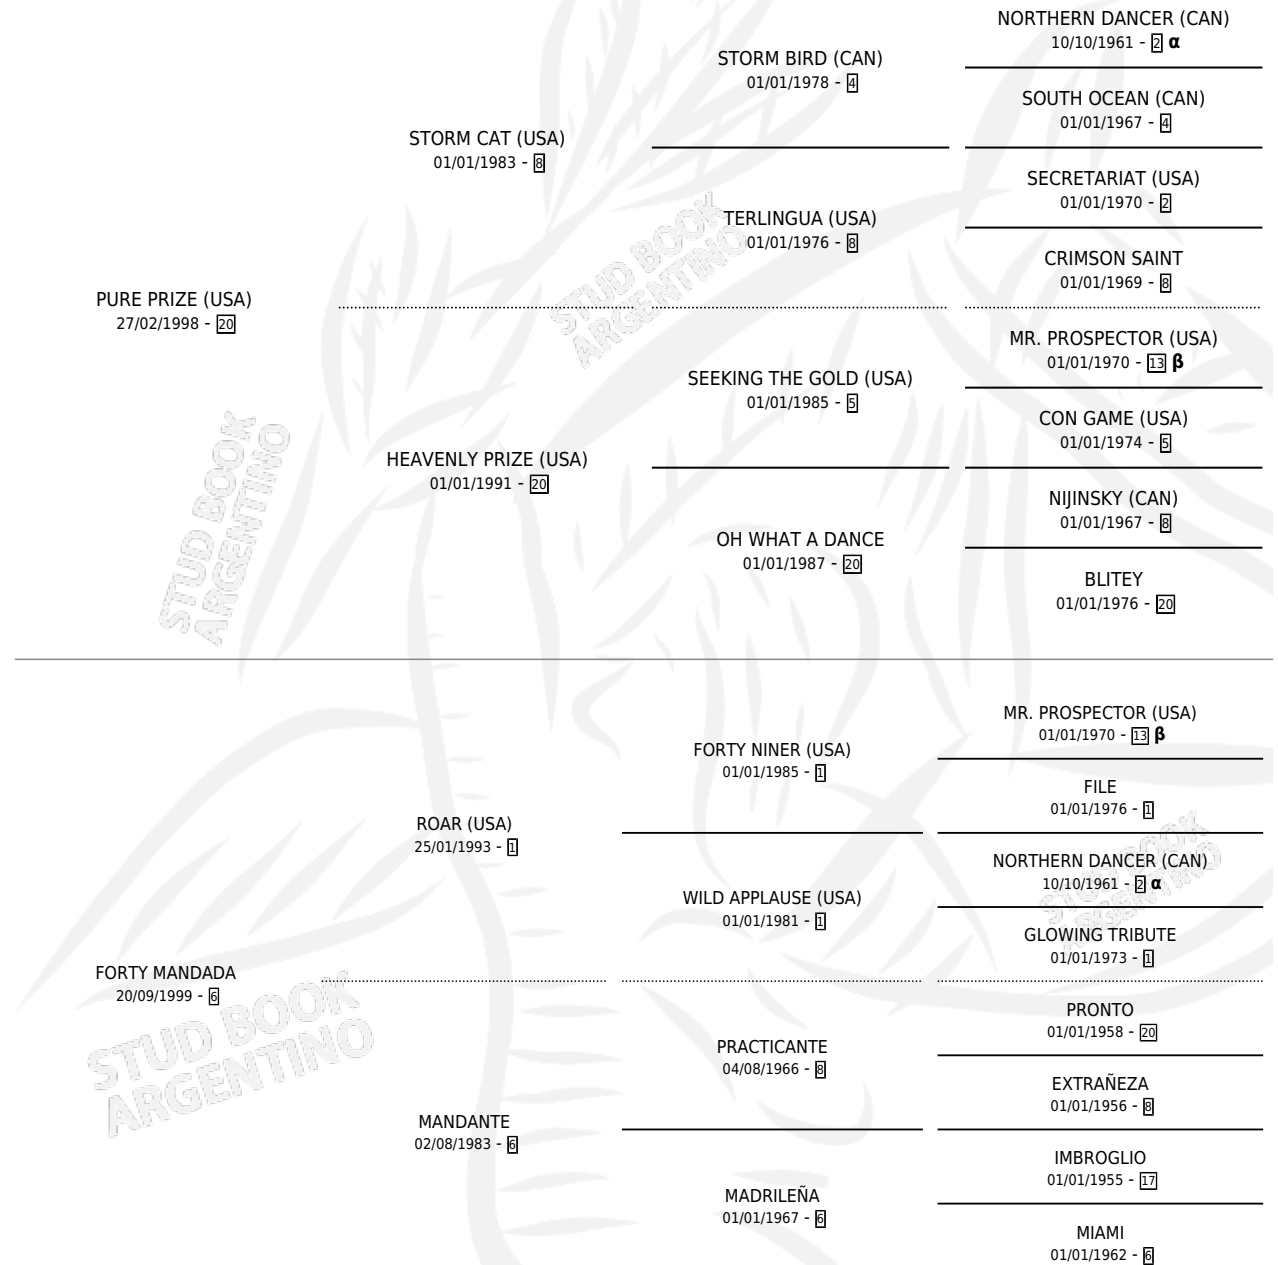 NORTHERN DANCER (CAN)
10/10/1961 - 2 α
STORM BIRD (CAN)
01/01/1978 - 4
SOUTH OCEAN (CAN)
01/01/1967 - 4
STORM CAT (USA)
01/01/1983 - 8
SECRETARIAT (USA)
01/01/1970 - 2
TERLINGUA (USA)
01/01/1976 - 8
CRIMSON SAINT
01/01/1969 - 8
PURE PRIZE (USA)
27/02/1998 - 20
MR. PROSPECTOR (USA)
01/01/1970 - 13 β
SEEKING THE GOLD (USA)
01/01/1985 - 5
CON GAME (USA)
01/01/1974 - 5
HEAVENLY PRIZE (USA)
01/01/1991 - 20
NIJINSKY (CAN)
01/01/1967 - 8
OH WHAT A DANCE
01/01/1987 - 20
BLITEY
01/01/1976 - 20
MR. PROSPECTOR (USA)
01/01/1970 - 13 β
FORTY NINER (USA)
01/01/1985 - 1
FILE
01/01/1976 - 1
ROAR (USA)
25/01/1993 - 1
NORTHERN DANCER (CAN)
10/10/1961 - 2 α
WILD APPLAUSE (USA)
01/01/1981 - 1
GLOWING TRIBUTE
01/01/1973 - 1
FORTY MANDADA
20/09/1999 - 6
PRONTO
01/01/1958 - 20
PRACTICANTE
04/08/1966 - 8
EXTRAÑEZA
01/01/1956 - 8
MANDANTE
02/08/1983 - 6
IMBROGLIO
01/01/1955 - 17
MADRILEÑA
01/01/1967 - 6
MIAMI
01/01/1962 - 6
STUD BOOK
ARGENTINO
STUD BOOK
ARGENTINO
STUD BOOK
ARGENTINO
STUD BOOK
ARGENTINO